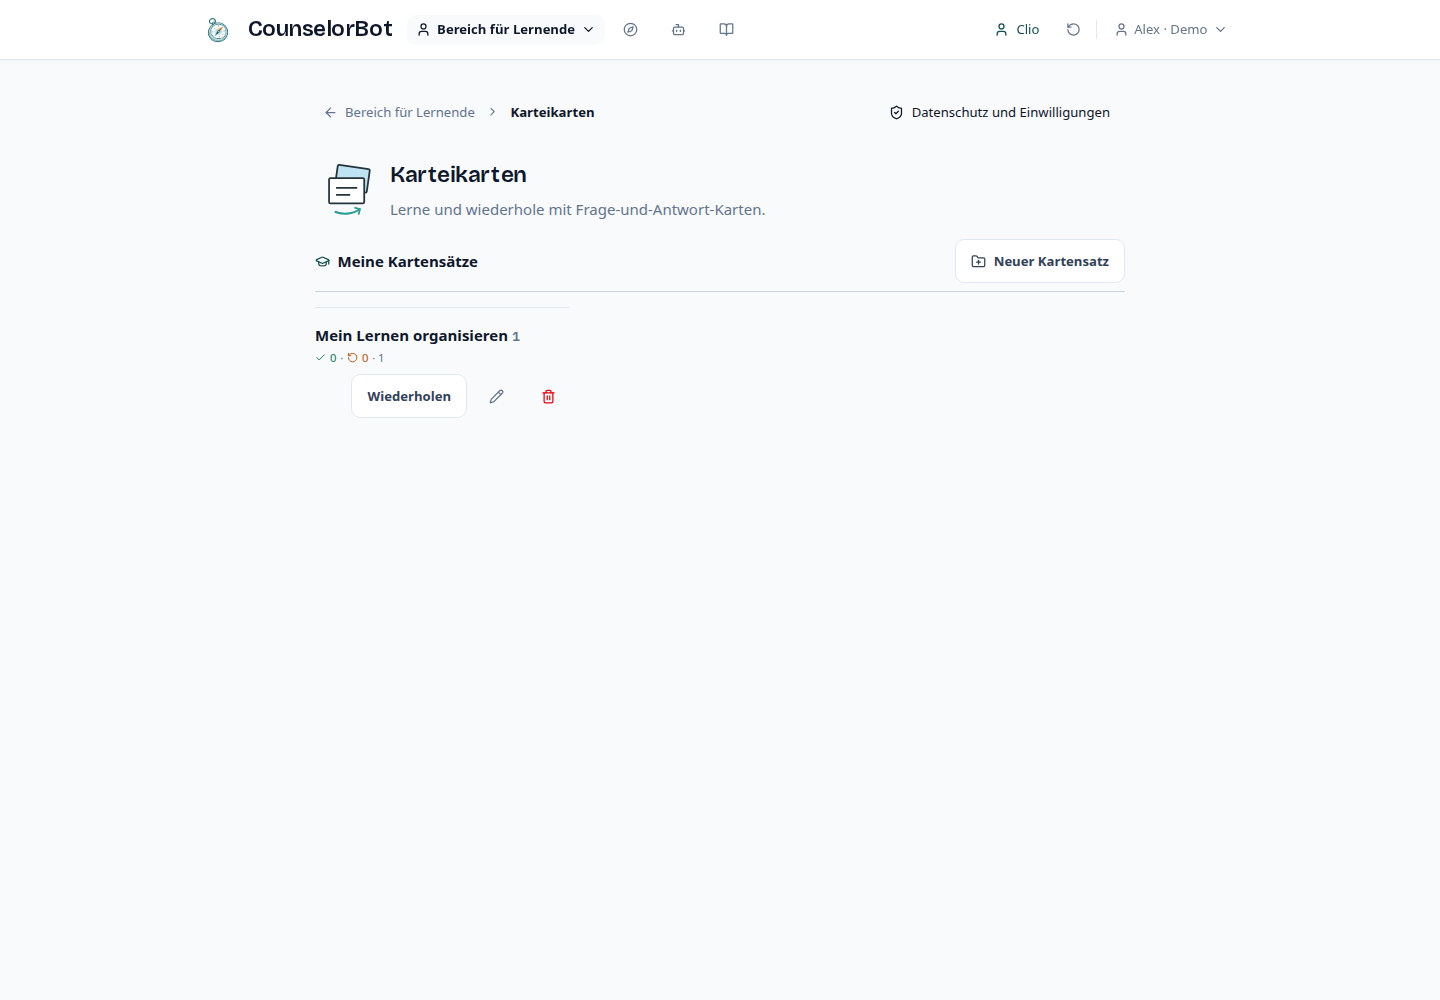 CounselorBot
Bereich für Lernende
Clio
Alex · Demo
Bereich für Lernende
Karteikarten
Datenschutz und Einwilligungen
Karteikarten
Lerne und wiederhole mit Frage-und-Antwort-Karten.
Meine Kartensätze
Neuer Kartensatz
Mein Lernen organisieren 1
0 · 0 · 1
Wiederholen